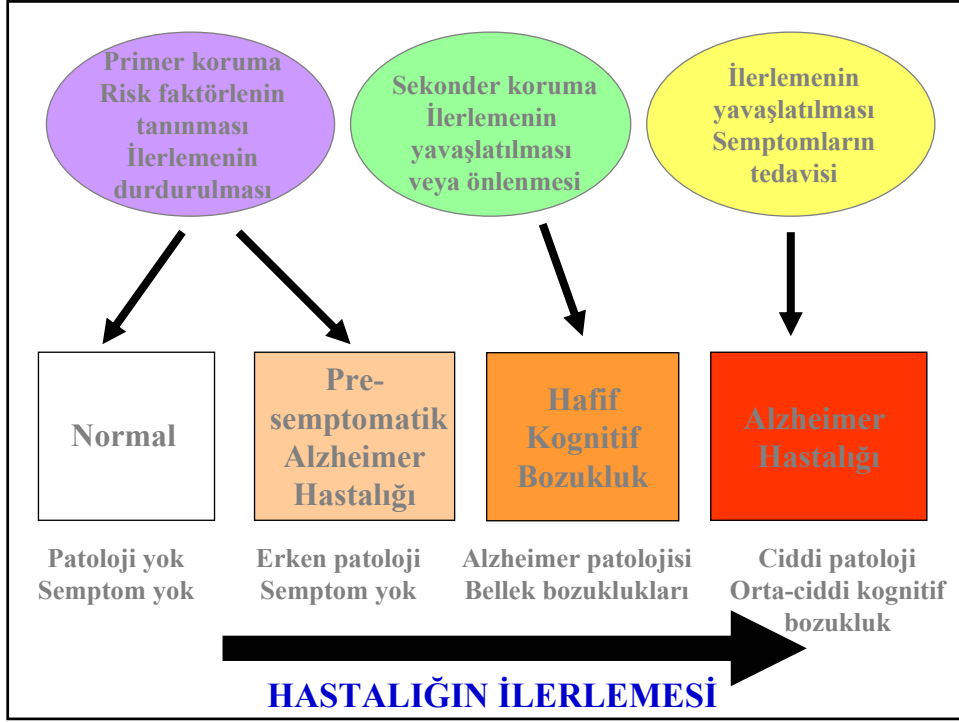 Primer koruma
Risk faktörlenin
tanınması
İlerlemenin
durdurulması
Sekonder koruma
İlerlemenin
yavaşlatılması
veya önlenmesi
İlerlemenin
yavaşlatılması
Semptomların
tedavisi
Normal
Pre-
semptomatik
Alzheimer
Hastalığı
Hafif
Kognitif
Bozukluk
Alzheimer
Hastalığı
Patoloji yok
Semptom yok
Erken patoloji
Semptom yok
Alzheimer patolojisi
Bellek bozuklukları
Ciddi patoloji
Orta-ciddi kognitif
bozukluk
HASTALIĞIN İLERLEMESİ